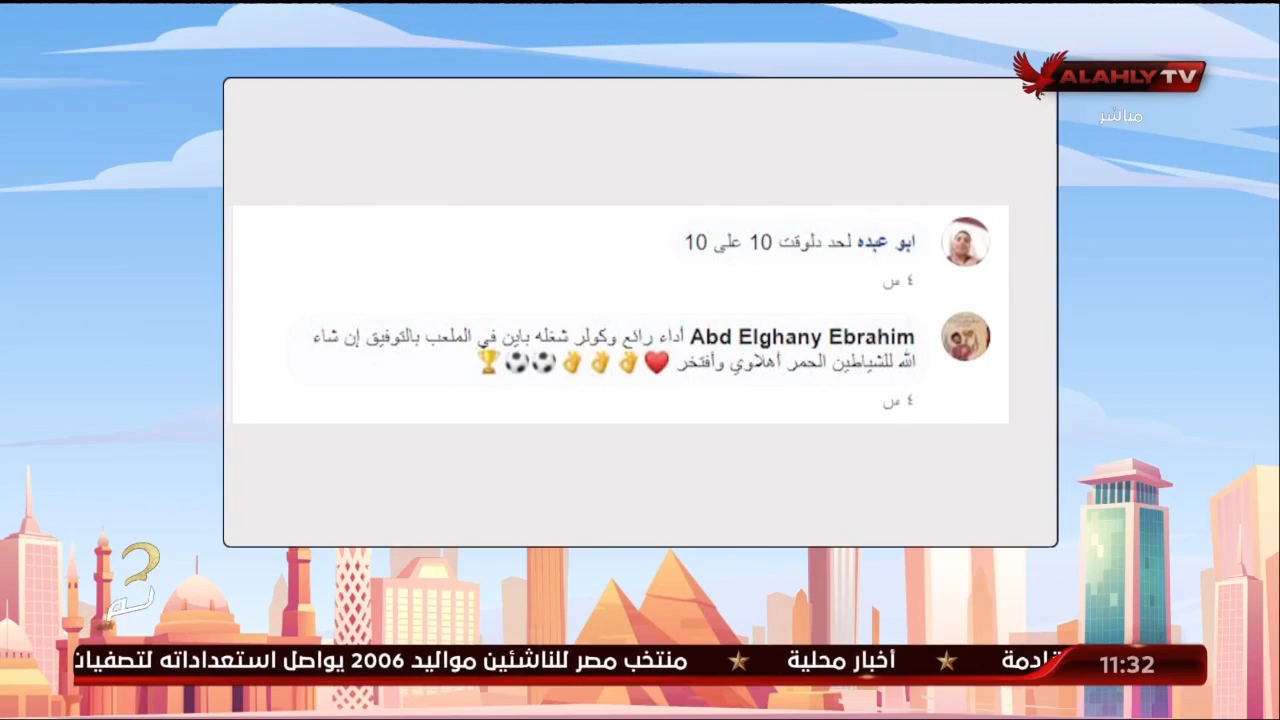 ALAHLY TV
مباشر
ابو عبده لحد دلوقت 10 على 10
٤ س
Abd Elghany Ebrahim أداء رائع وكولر شغله باين في الملعب بالتوفيق إن شاء
الله للشياطين الحمر أهلاوي وأفتخر ❤️👌👌👌⚽⚽🏆
٤ س
أخبار محلية ★ منتخب مصر للناشئين مواليد 2006 يواصل استعداداته لتصفيات
11:32